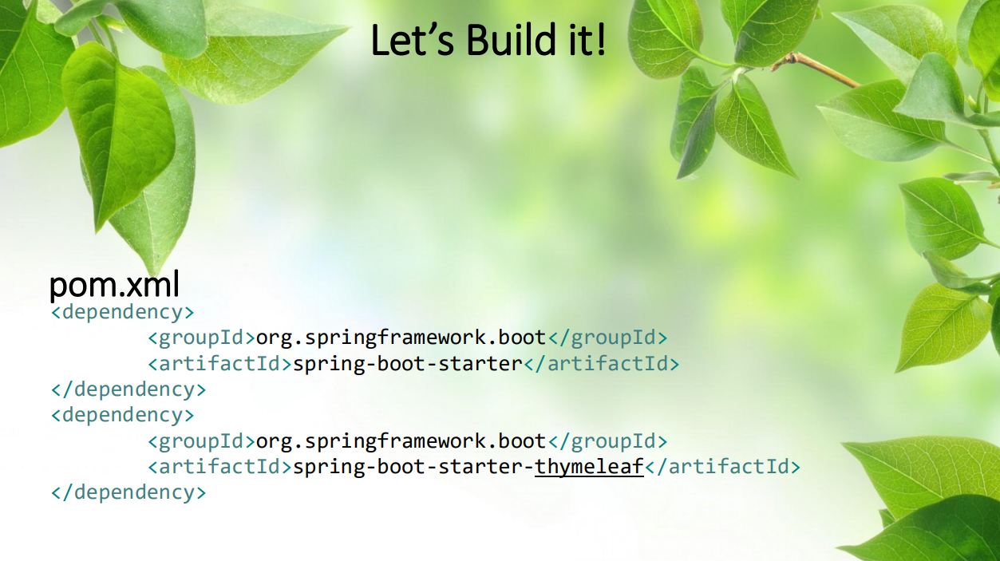 Let’s Build it!
pom.xml
<dependency>
<groupId>org.springframework.boot</groupId>
<artifactId>spring-boot-starter</artifactId>
</dependency>
<dependency>
<groupId>org.springframework.boot</groupId>
<artifactId>spring-boot-starter-thymeleaf</artifactId>
</dependency>